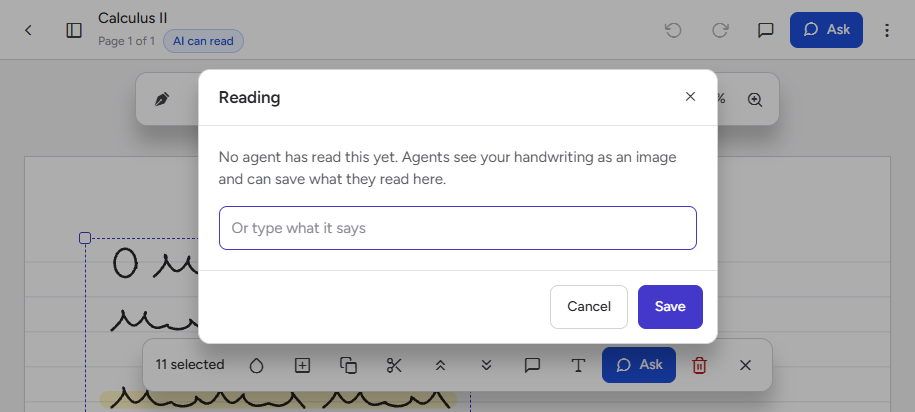 Calculus II
Page 1 of 1 AI can read
Ask
Reading
%
No agent has read this yet. Agents see your handwriting as an image
and can save what they read here.
Or type what it says
Cancel Save
11 selected Ask